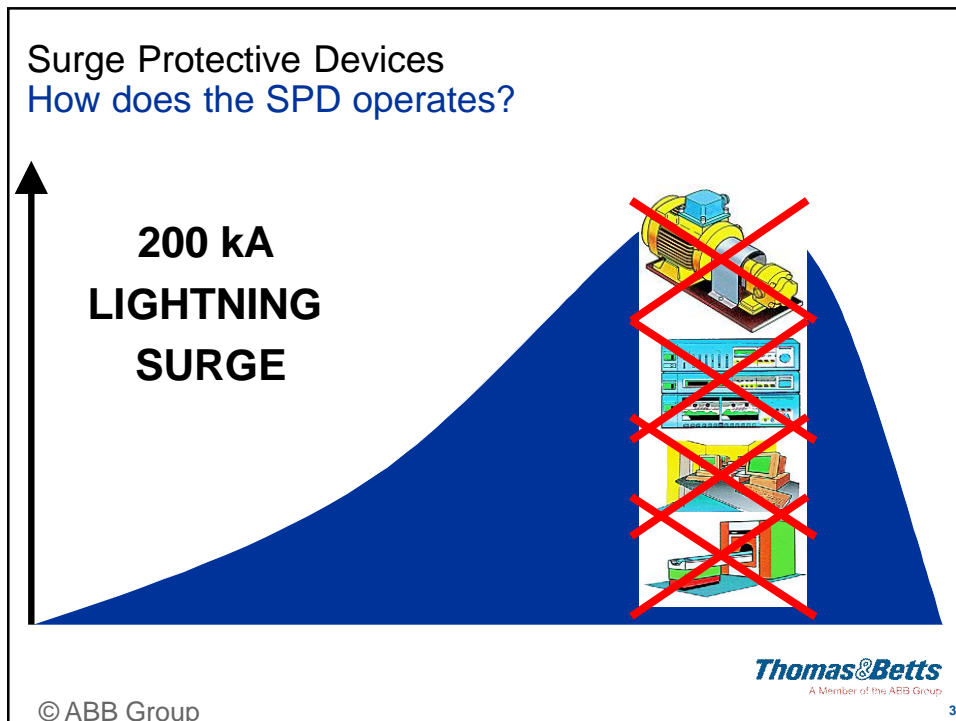 Surge Protective Devices
How does the SPD operates?
200 kA
LIGHTNING
SURGE
Thomas&Betts
A Member of the ABB Group
© ABB Group
3